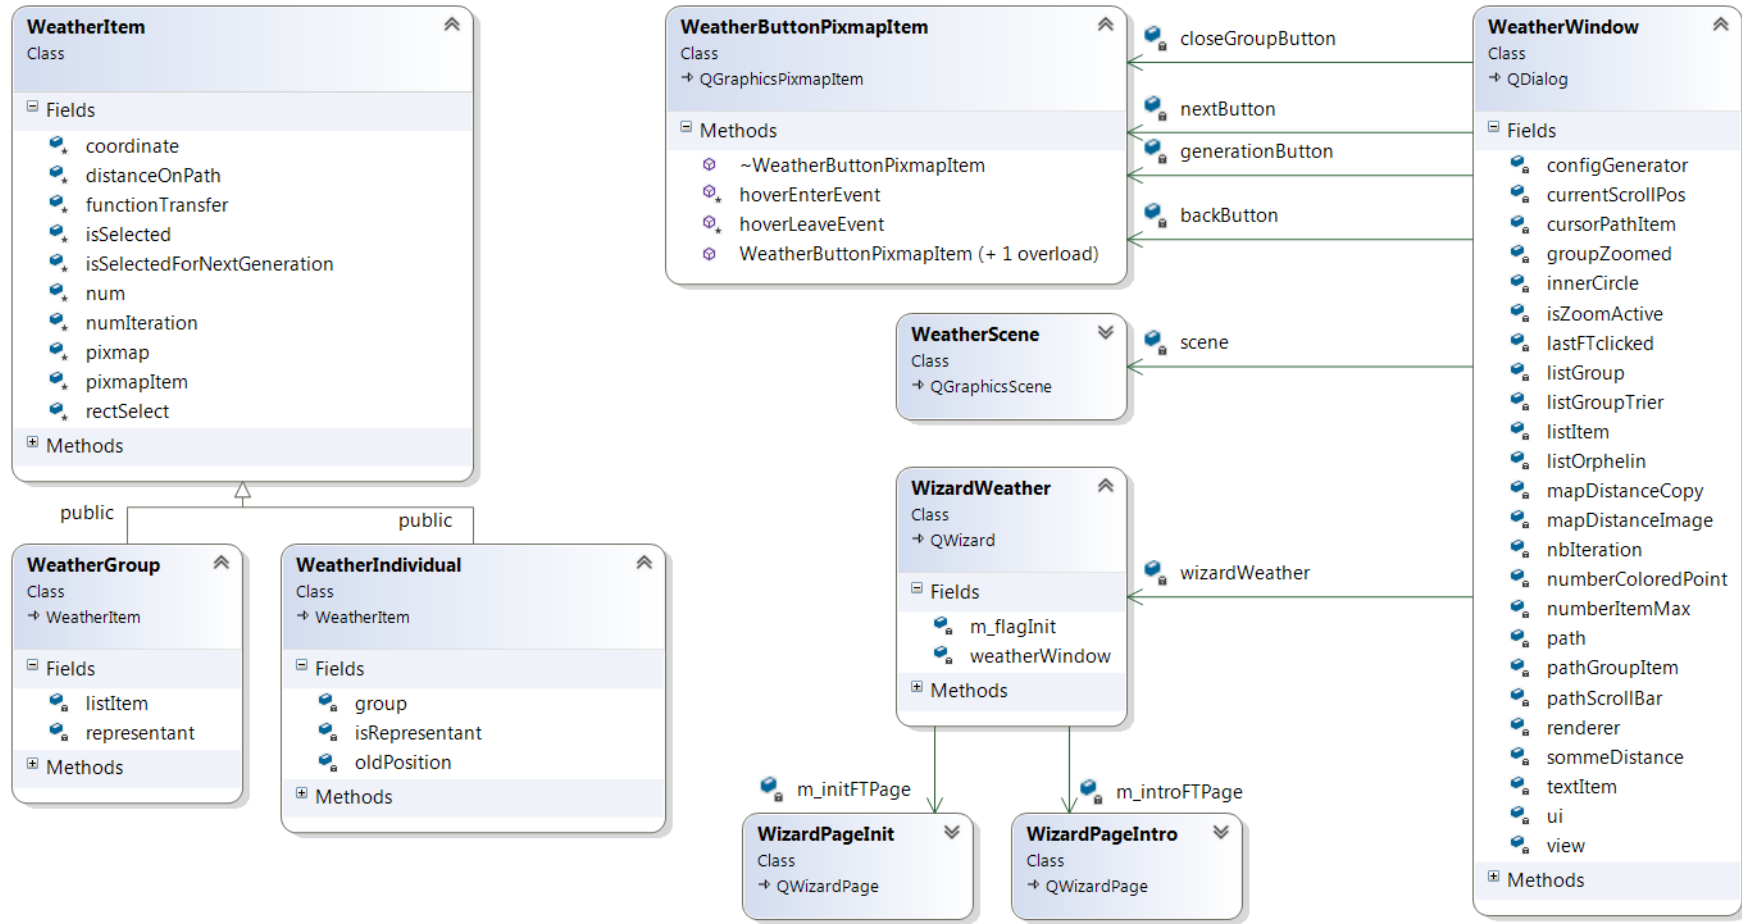 WeatherItem
Class
Fields
coordinate
distanceOnPath
functionTransfer
isSelected
isSelectedForNextGeneration
num
numIteration
pixmap
pixmapItem
rectSelect
Methods
public
public
WeatherGroup
Class
WeatherItem
Fields
listItem
representant
Methods
WeatherIndividual
Class
WeatherItem
Fields
group
isRepresentant
oldPosition
Methods
WeatherButtonPixmapItem
Class
QGraphicsPixmapItem
Methods
~WeatherButtonPixmapItem
hoverEnterEvent
hoverLeaveEvent
WeatherButtonPixmapItem (+ 1 overload)
closeGroupButton
nextButton
generationButton
backButton
WeatherScene
Class
QGraphicsScene
scene
WizardWeather
Class
QWizard
Fields
m_flagInit
weatherWindow
Methods
wizardWeather
m_initFTPage
m_introFTPage
WizardPageInit
Class
QWizardPage
WizardPageIntro
Class
QWizardPage
WeatherWindow
Class
QDialog
Fields
configGenerator
currentScrollPos
cursorPathItem
groupZoomed
innerCircle
isZoomActive
lastFTclicked
listGroup
listGroupTrier
listItem
listOrphelin
mapDistanceCopy
mapDistanceImage
nbIteration
numberColoredPoint
numberItemMax
path
pathGroupItem
pathScrollBar
renderer
sommeDistance
textItem
ui
view
Methods